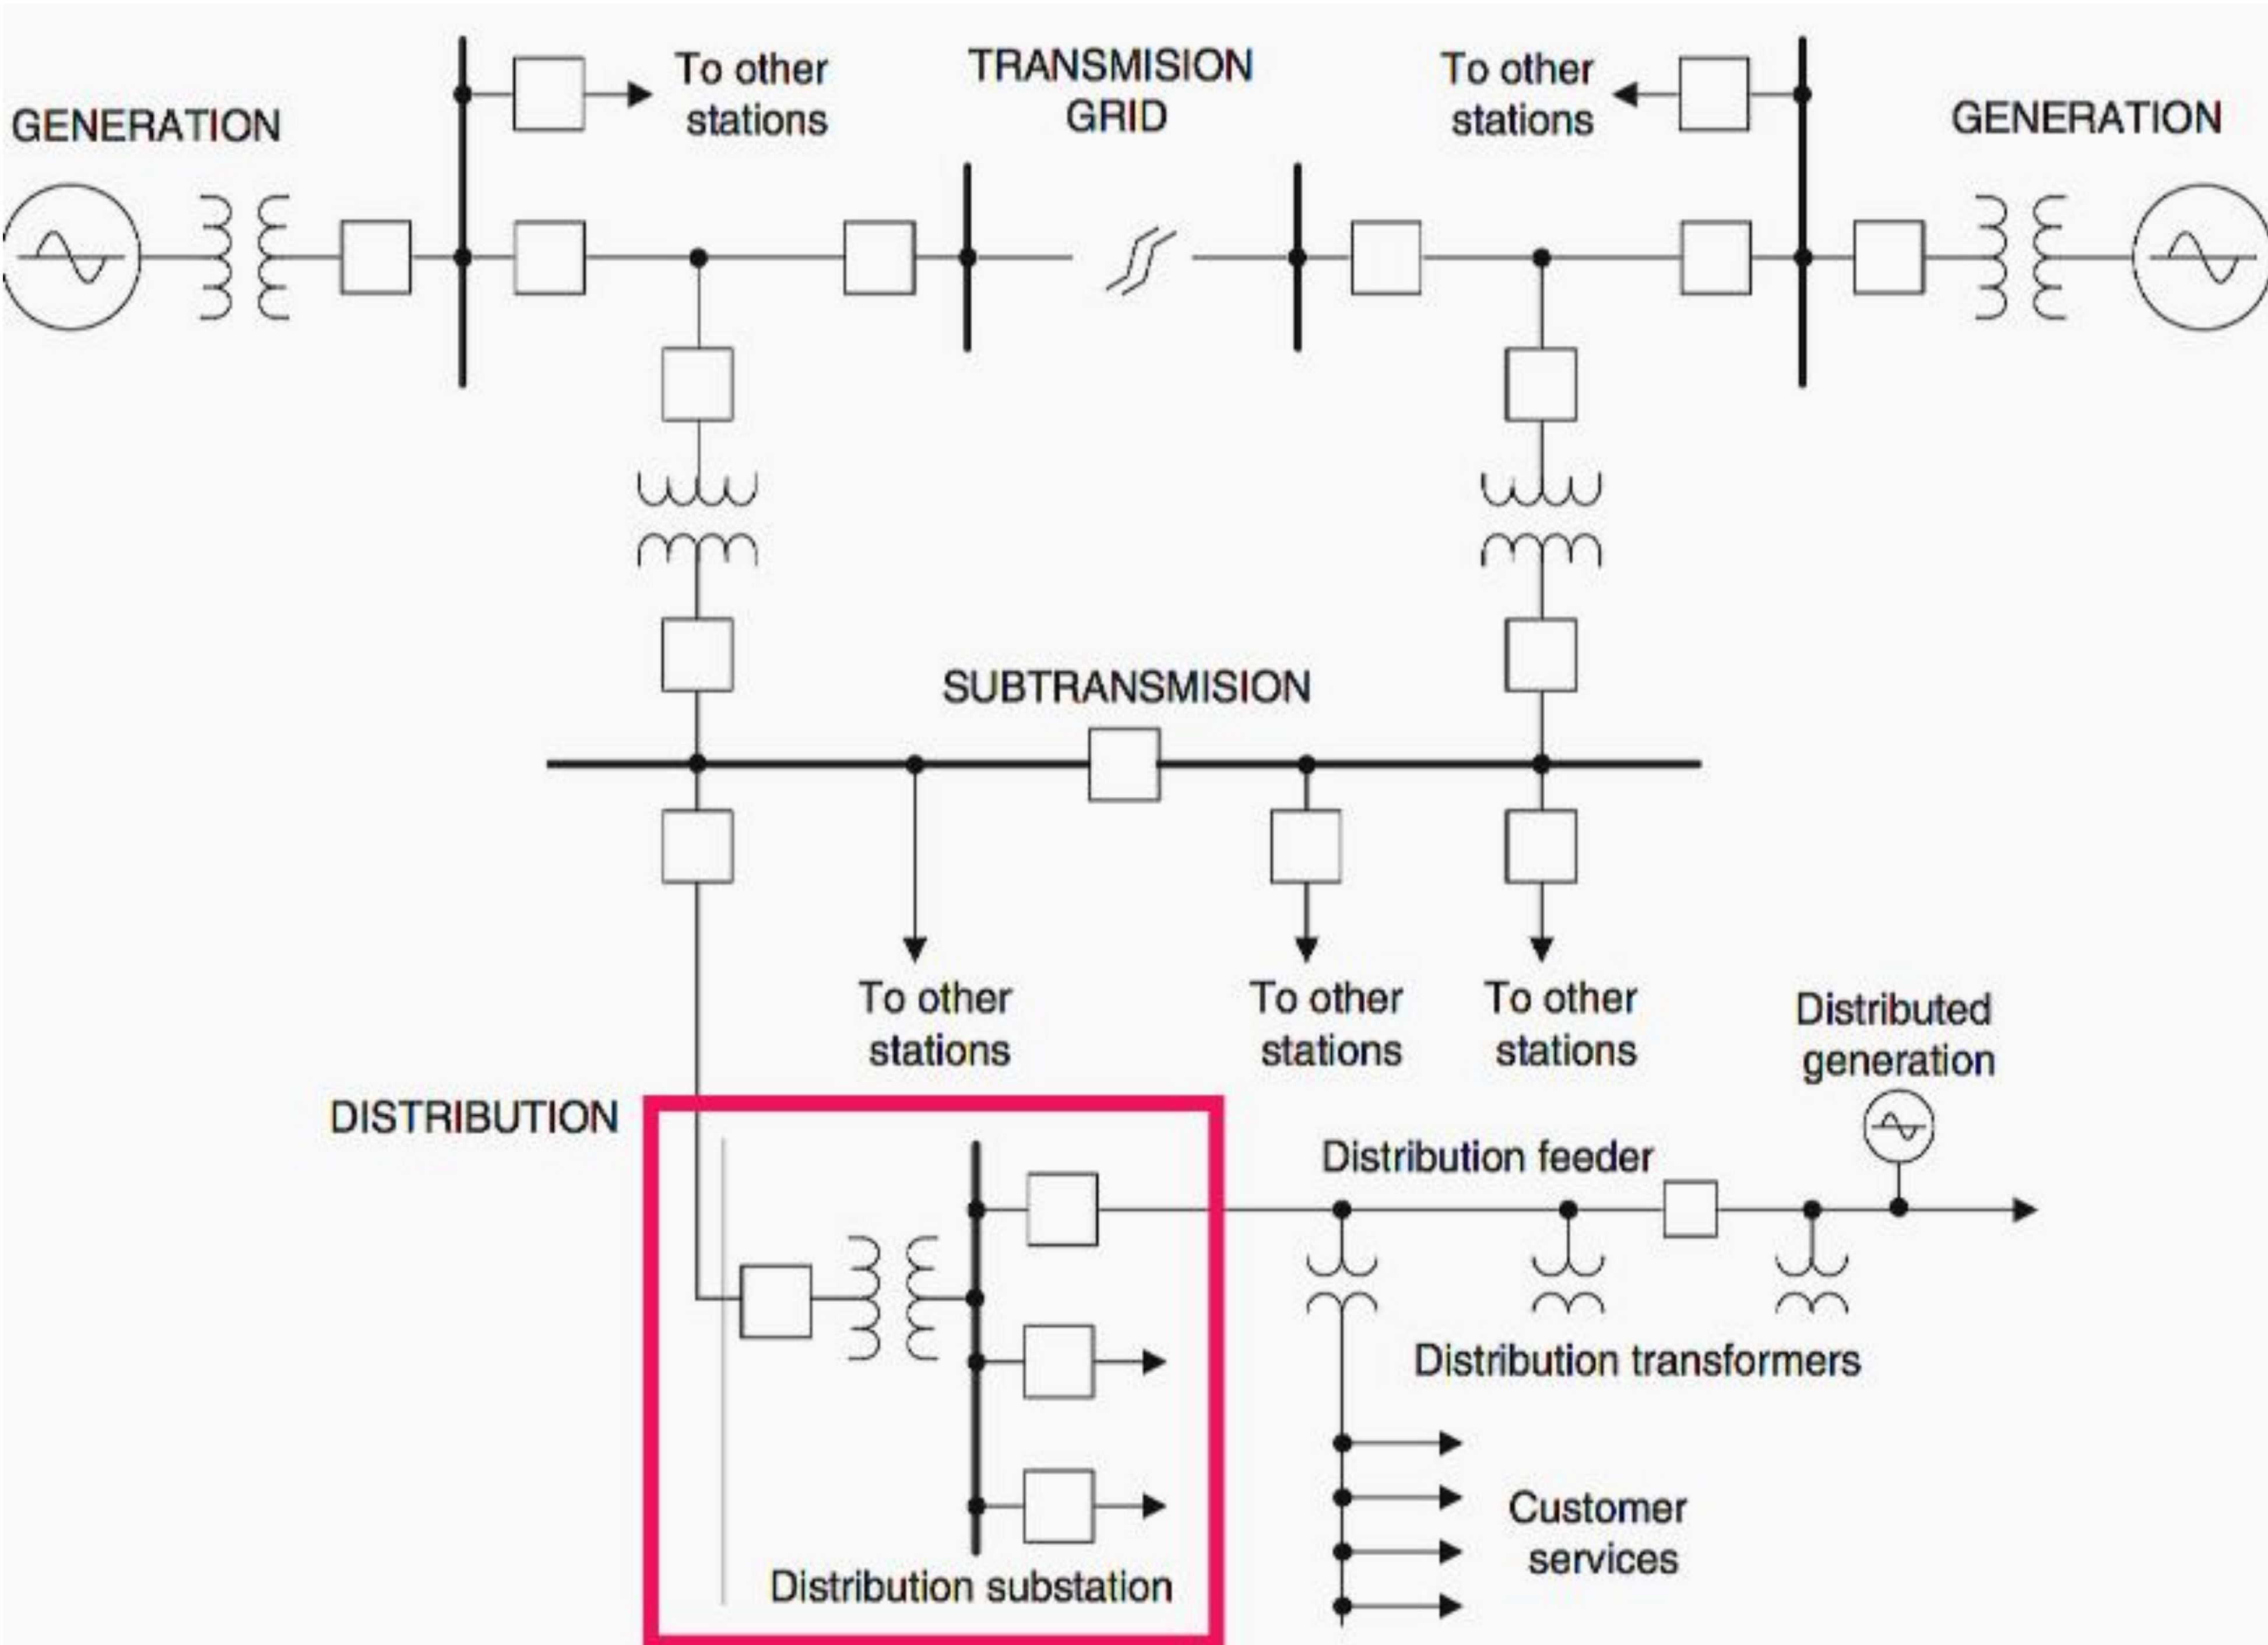 To other
stations
TRANSMISION
GRID
To other
stations
GENERATION
GENERATION
SUBTRANSMISION
To other
stations
To other
stations
To other
stations
Distributed
generation
DISTRIBUTION
Distribution feeder
Distribution transformers
Customer
services
Distribution substation